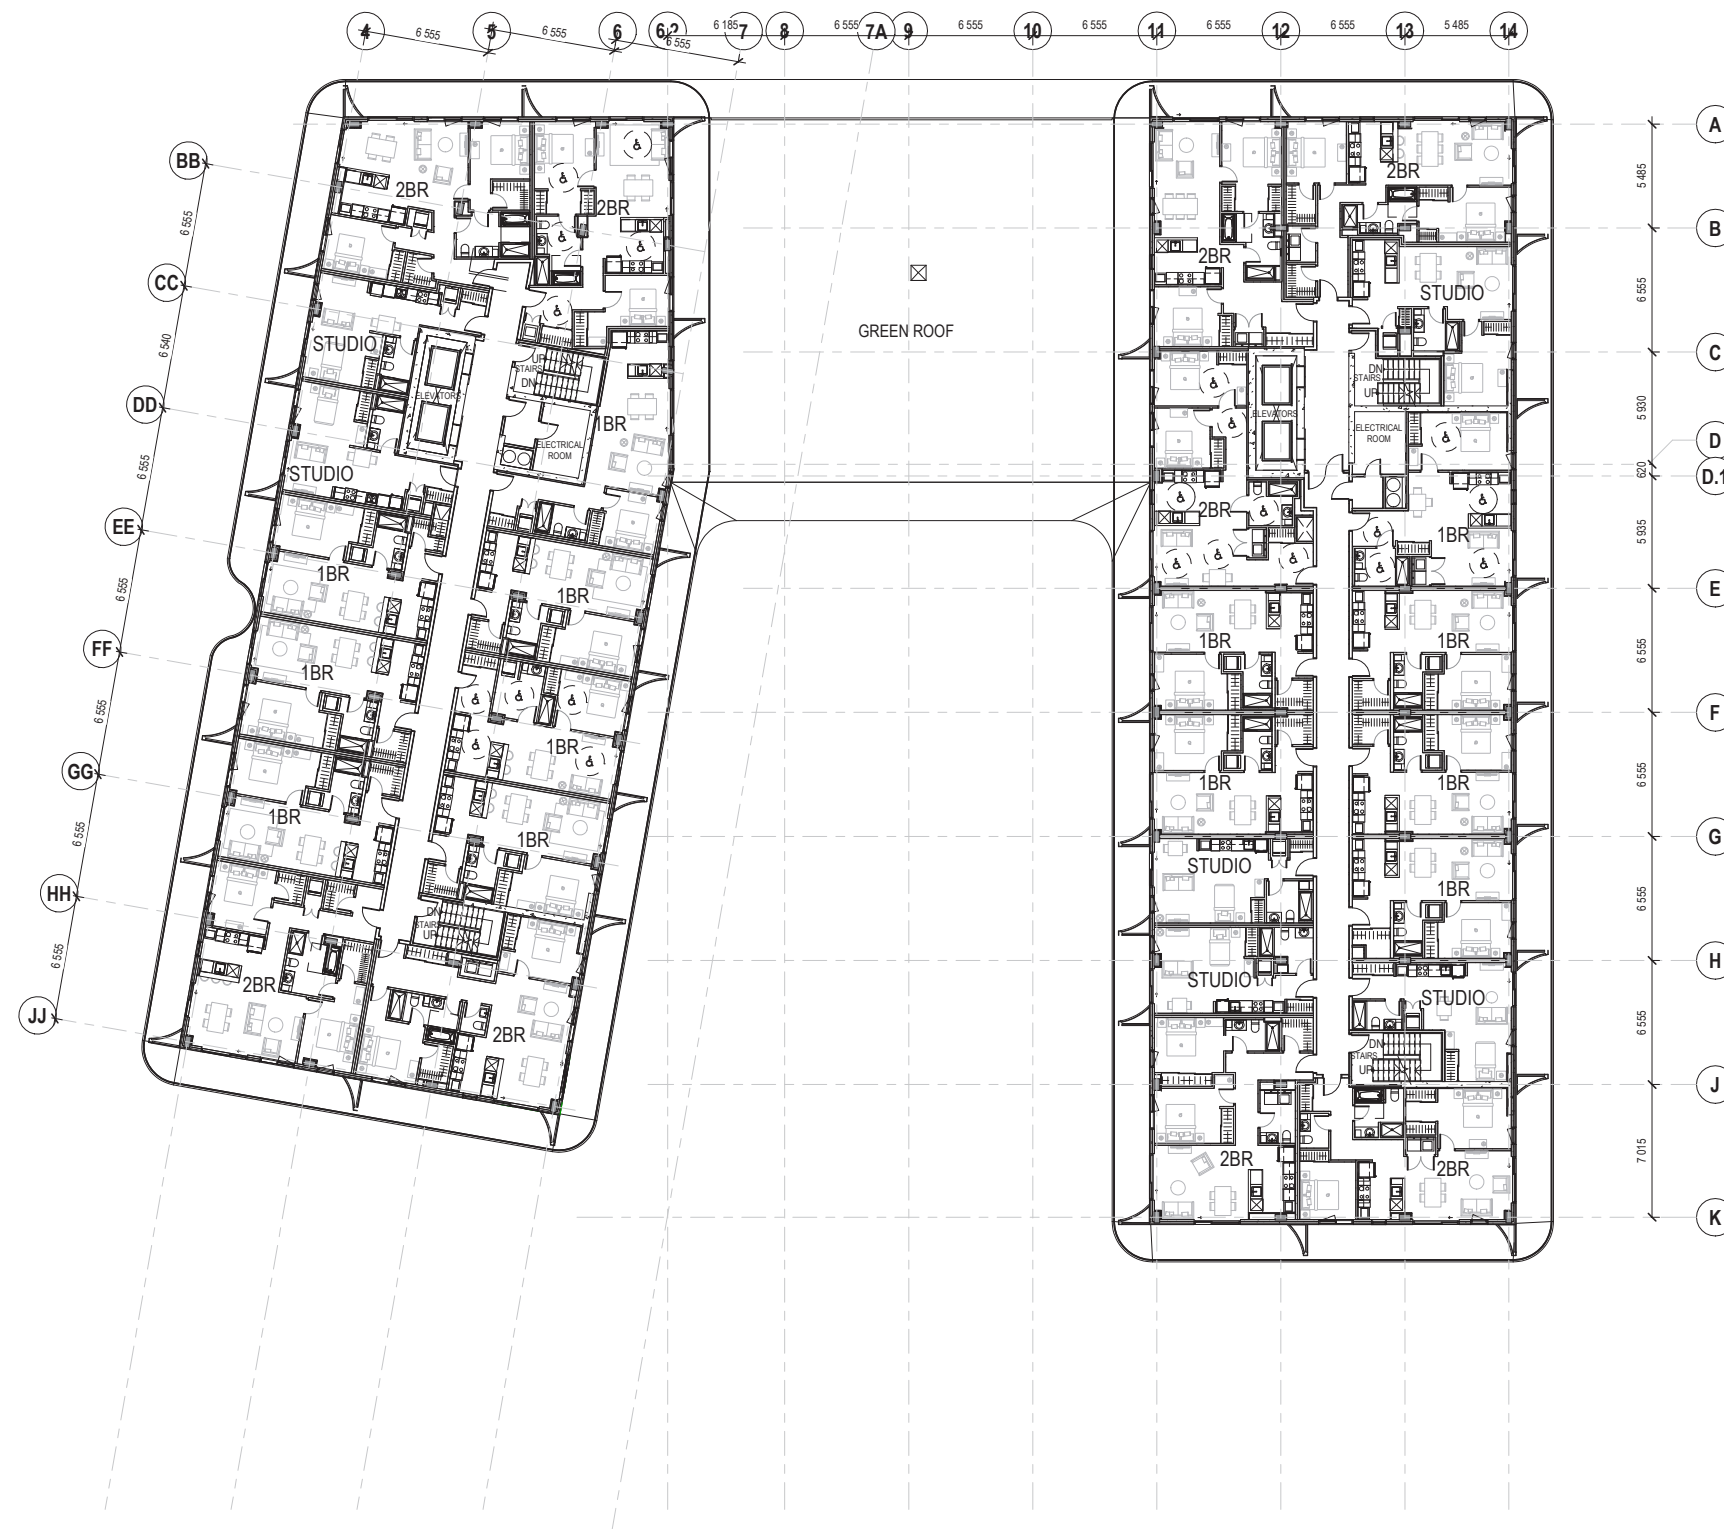 4
5
6
6.2
7
8
7A
9
10
11
12
13
14
6 555
6 555
6 555
6 185
6 555
6 555
6 555
6 555
6 555
5 485
A
B
C
D
D.1
E
F
G
H
J
K
5 485
6 555
5 930
620
5 935
6 555
6 555
6 555
6 555
7 015
BB
CC
DD
EE
FF
GG
HH
JJ
6 555
6 540
6 555
6 555
6 555
6 555
6 555
2BR
2BR
STUDIO
UP
STAIRS
DN
ELEVATORS
1BR
ELECTRICAL
ROOM
STUDIO
1BR
1BR
1BR
1BR
1BR
1BR
DN
STAIRS
UP
2BR
2BR
GREEN ROOF
2BR
2BR
STUDIO
DN
STAIRS
UP
ELEVATORS
ELECTRICAL
ROOM
2BR
1BR
1BR
1BR
1BR
1BR
STUDIO
1BR
STUDIO
STUDIO
DN
STAIRS
UP
2BR
2BR